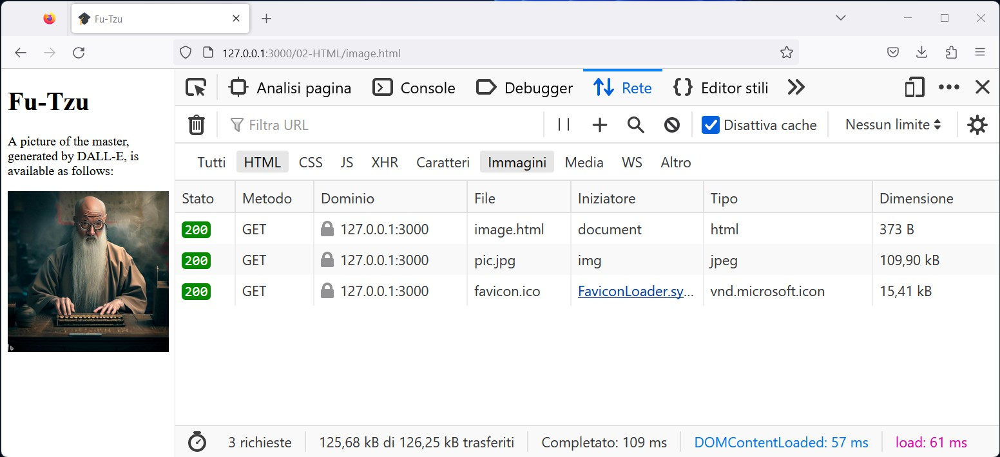 Fu-Tzu
127.0.0.1:3000/02-HTML/image.html
Fu-Tzu
A picture of the master,
generated by DALL-E, is
available as follows:
b
Analisi pagina Console Debugger Rete Editor stili
Filtra URL Disattiva cache Nessun limite
Tutti HTML CSS JS XHR Caratteri Immagini Media WS Altro
Stato Metodo Dominio File Iniziatore Tipo Dimensione
200 GET 127.0.0.1:3000 image.html document html 373 B
200 GET 127.0.0.1:3000 pic.jpg img jpeg 109,90 kB
200 GET 127.0.0.1:3000 favicon.ico FaviconLoader.sy... vnd.microsoft.icon 15,41 kB
3 richieste 125,68 kB di 126,25 kB trasferiti Completato: 109 ms DOMContentLoaded: 57 ms load: 61 ms